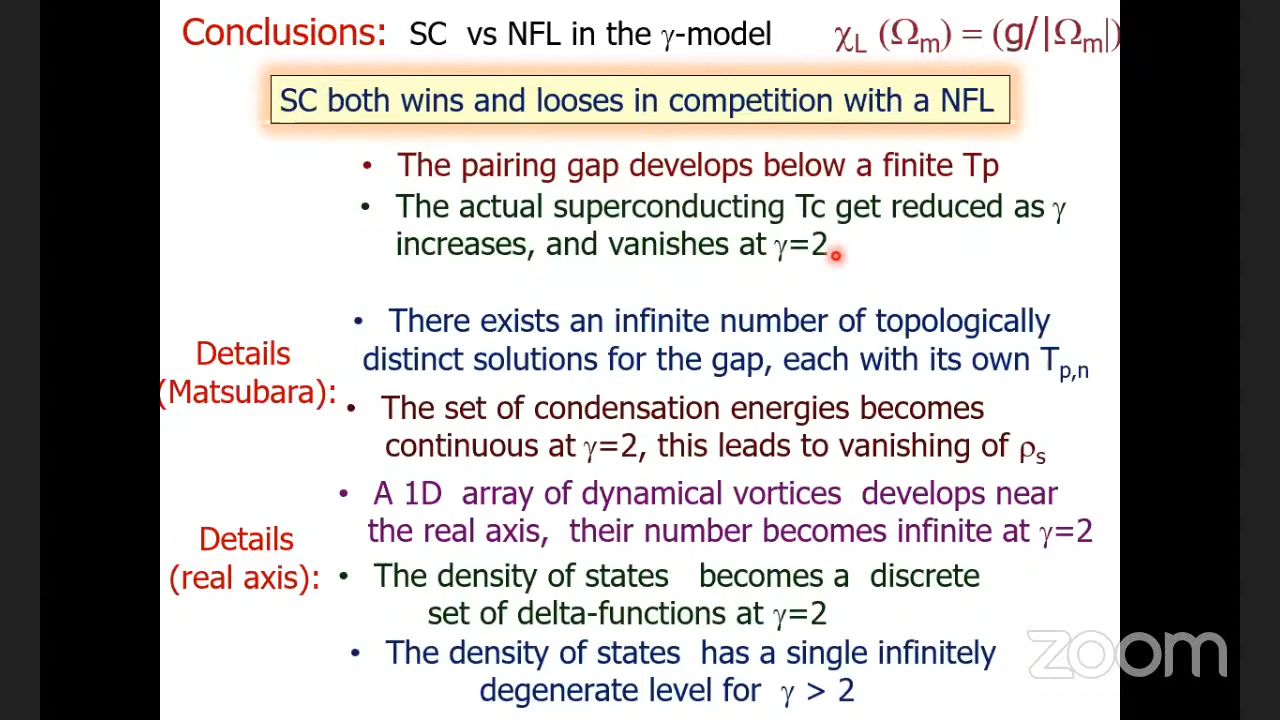 Conclusions: SC vs NFL in the γ-model χL (Ωm) = (g/|Ωm|)
SC both wins and looses in competition with a NFL
• The pairing gap develops below a finite Tp
• The actual superconducting Tc get reduced as γ
increases, and vanishes at γ=2.
Details
(Matsubara):
• There exists an infinite number of topologically
distinct solutions for the gap, each with its own Tp,n
• The set of condensation energies becomes
continuous at γ=2, this leads to vanishing of ρs
Details
(real axis):
• A 1D array of dynamical vortices develops near
the real axis, their number becomes infinite at γ=2
• The density of states becomes a discrete
set of delta-functions at γ=2
• The density of states has a single infinitely
degenerate level for γ > 2
zoom